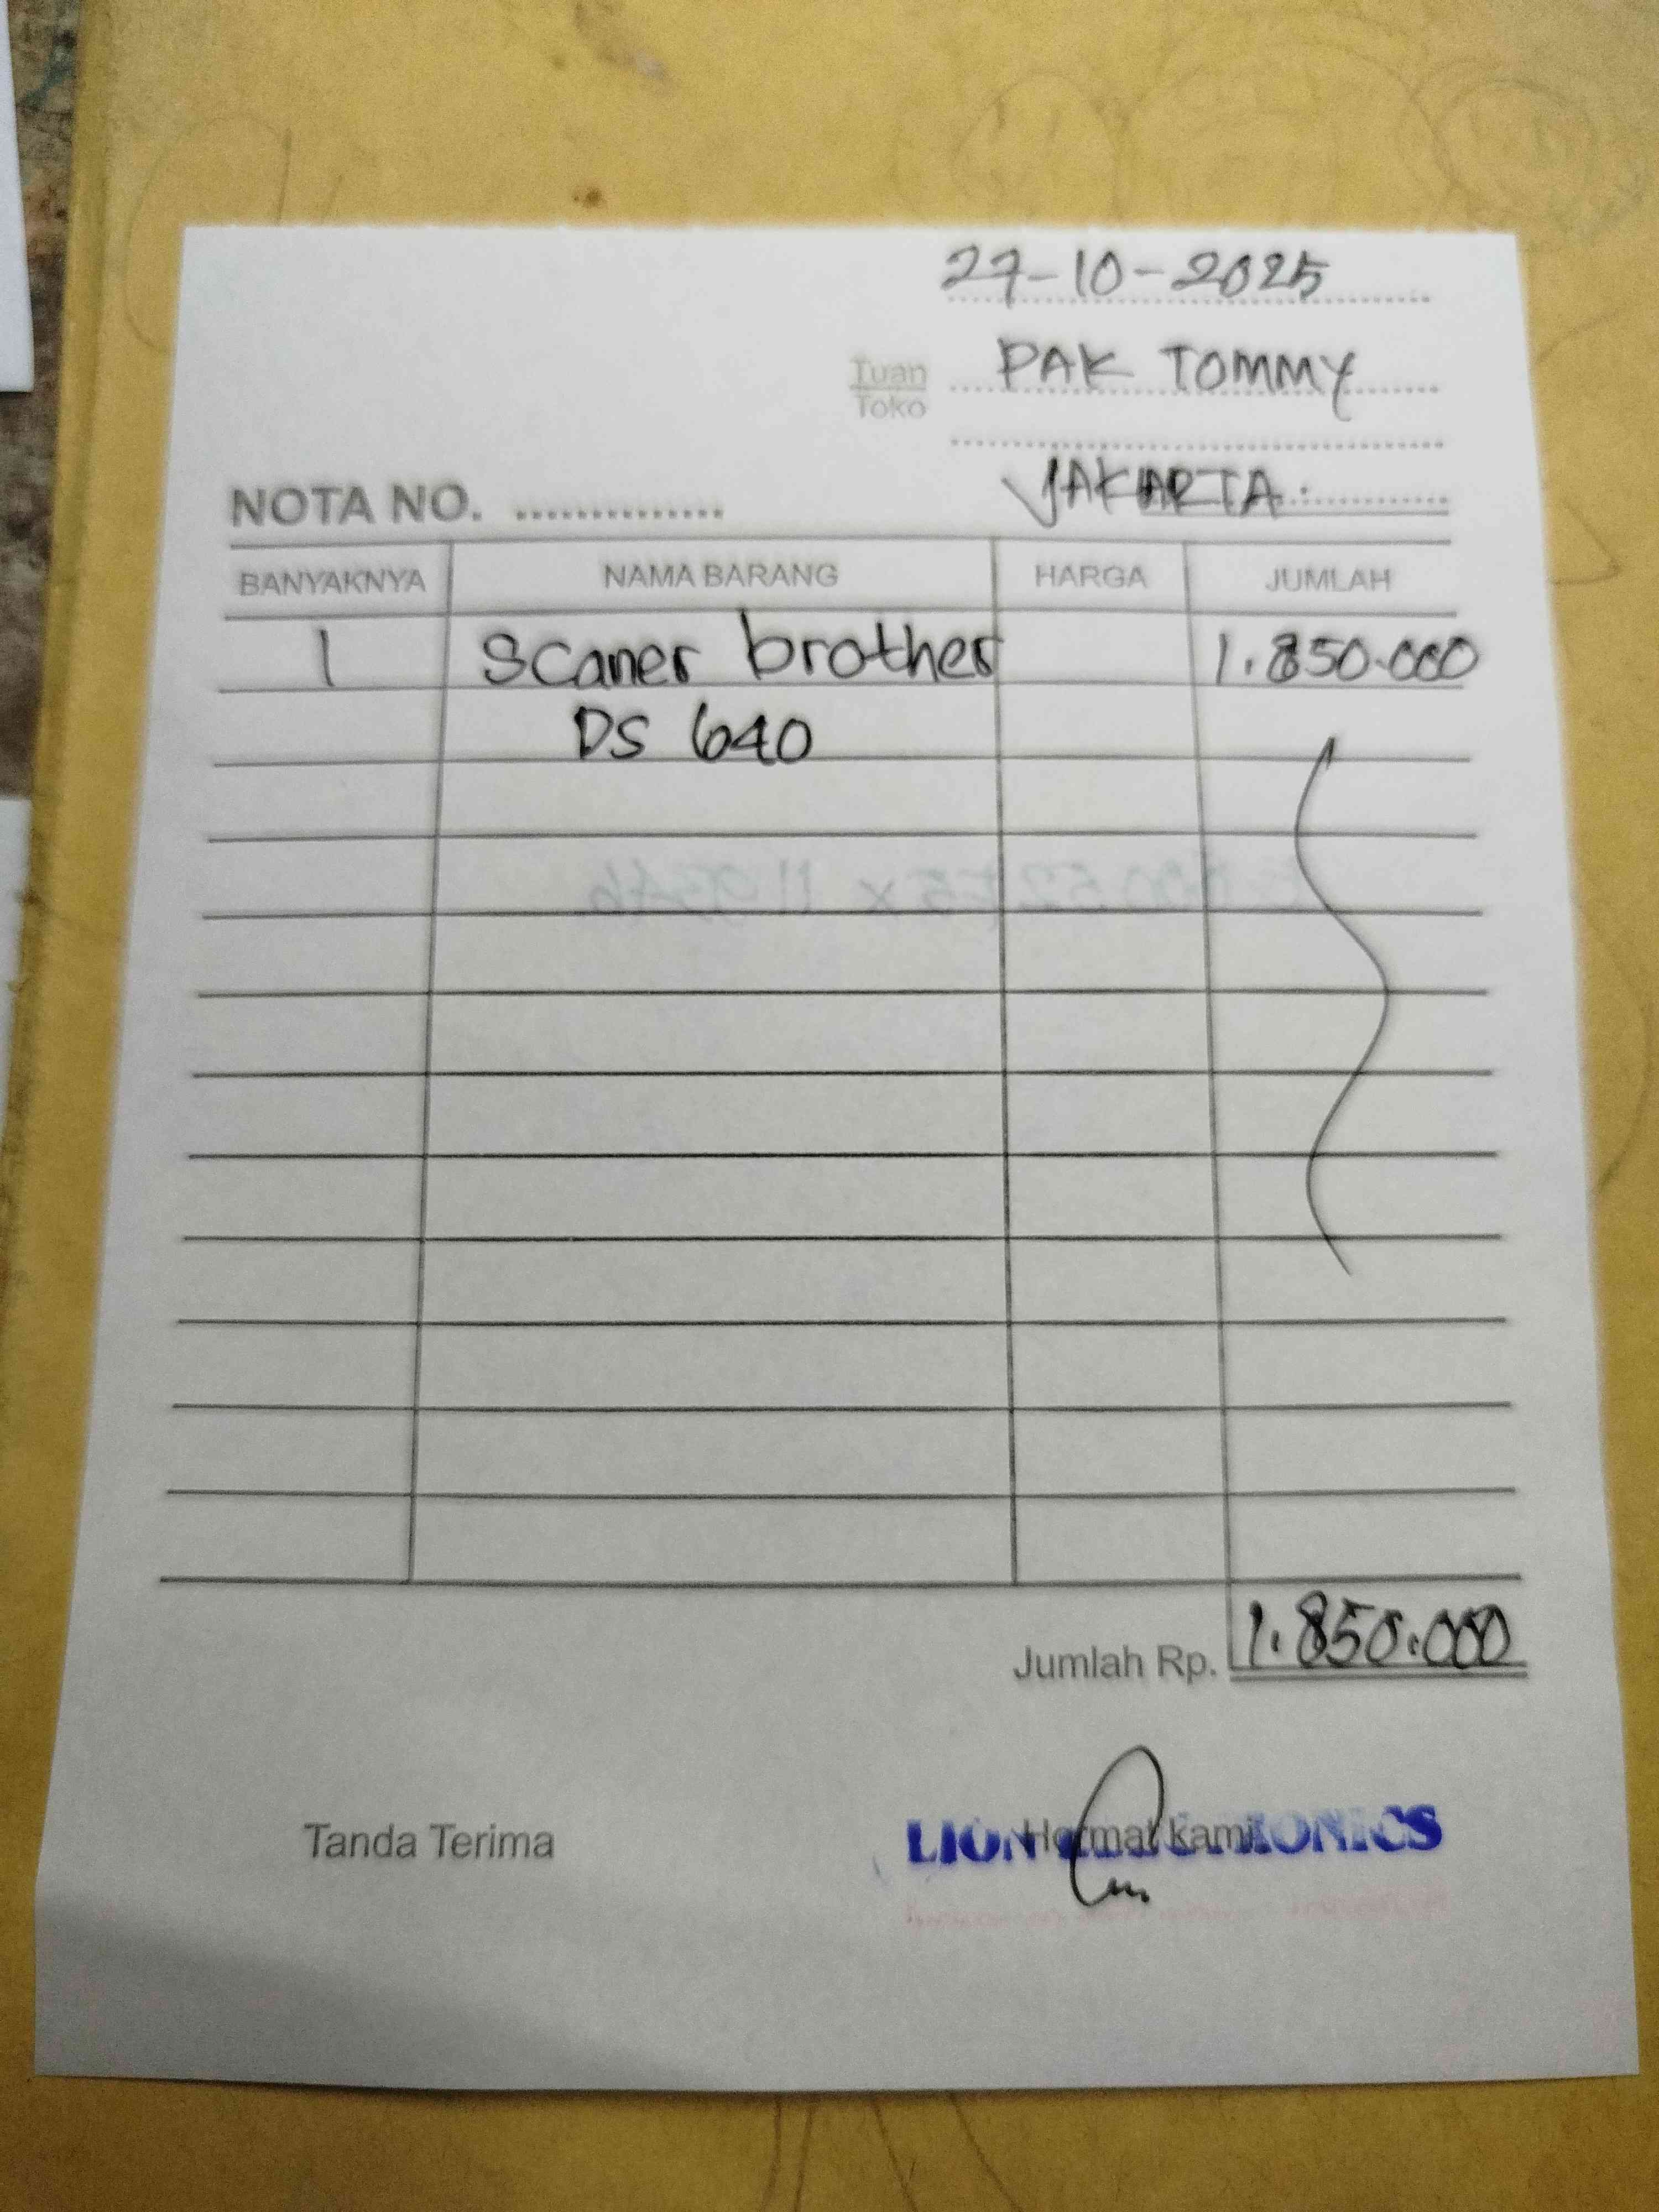 27-10-2025
Tuan PAK TOMMY
Toko
JAKARTA
NOTA NO. ..............
BANYAKNYA NAMA BARANG HARGA JUMLAH
1 Scaner brother 1.850.000
DS 640
Jumlah Rp. 1.850.000
Tanda Terima Hormat kami
LION